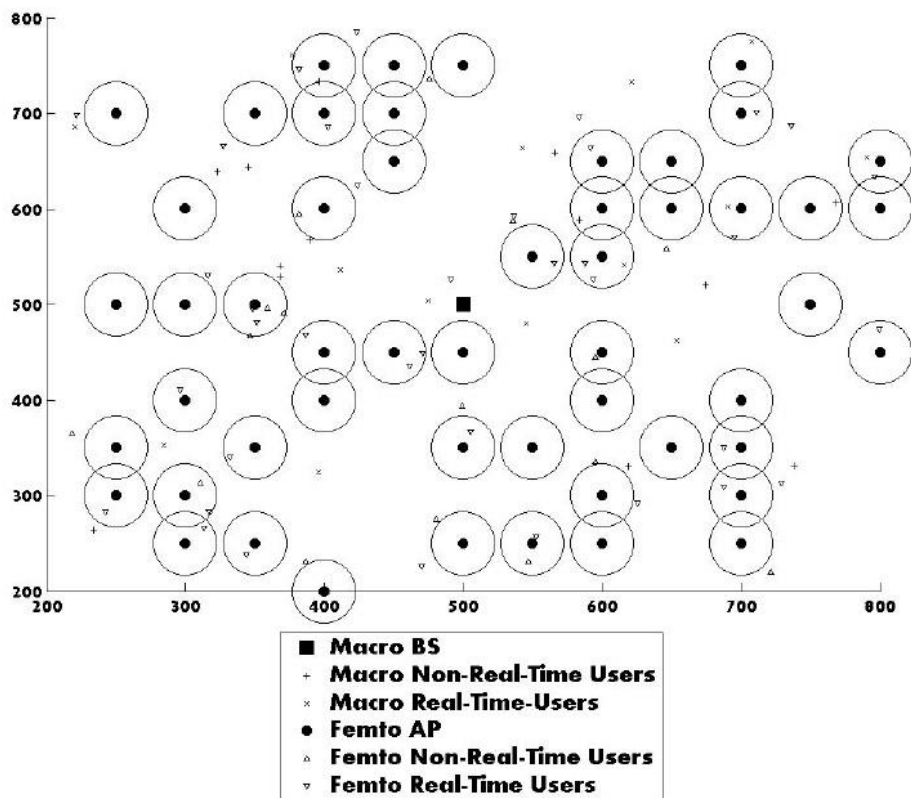 800
700
600
500
400
300
200
200 300 400 500 600 700 800
Macro BS
Macro Non-Real-Time Users
Macro Real-Time-Users
Femto AP
Femto Non-Real-Time Users
Femto Real-Time Users